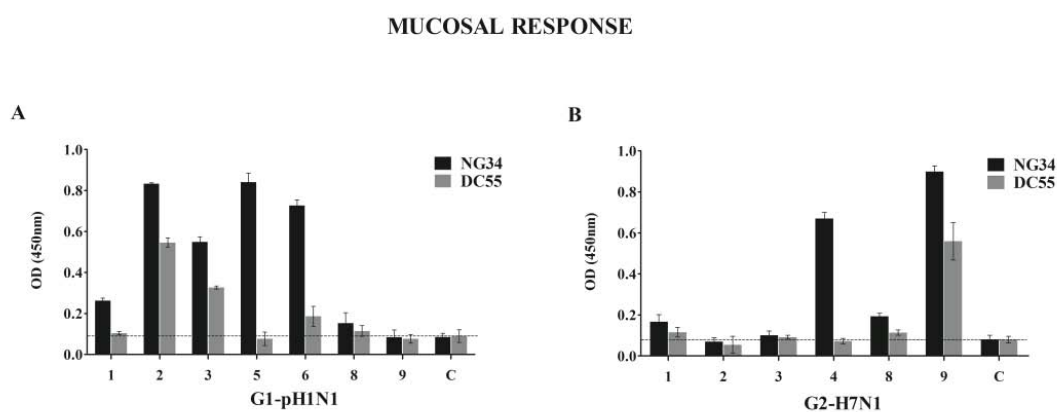 MUCOSAL RESPONSE
A
OD (450nm)
1.0
0.8
0.6
0.4
0.2
0.0
NG34
DC55
1 2 3 5 6 8 9 C
G1-pH1N1
B
OD (450nm)
1.0
0.8
0.6
0.4
0.2
0.0
NG34
DC55
1 2 3 4 8 9 C
G2-H7N1